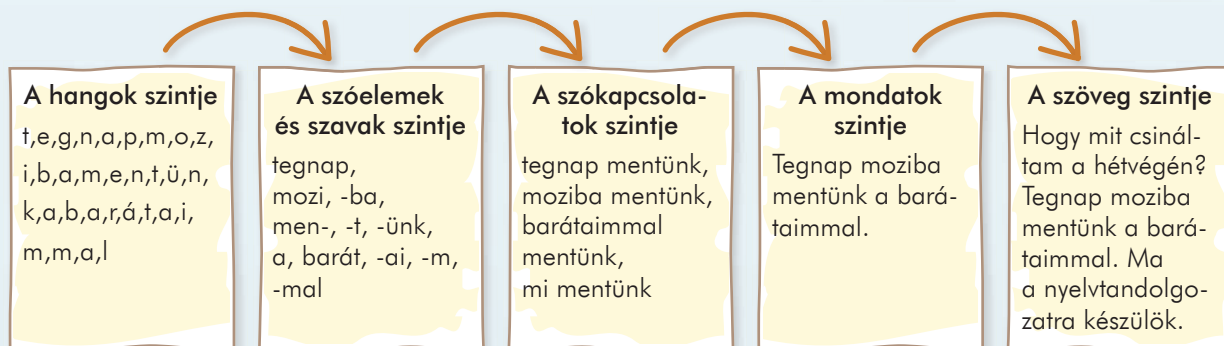 A hangok szintje
t,e,g,n,a,p,m,o,z,
i,b,a,m,e,n,t,ü,n,
k,a,b,a,r,á,t,a,i,
m,m,a,l
A szóelemek
és szavak szintje
tegnap,
mozi, -ba,
men-, -t, -ünk,
a, barát, -ai, -m,
-mal
A szókapcsola-
tok szintje
tegnap mentünk,
moziba mentünk,
barátaimmal
mentünk,
mi mentünk
A mondatok
szintje
Tegnap moziba
mentünk a bará-
taimmal.
A szöveg szintje
Hogy mit csinál-
tam a hétvégén?
Tegnap moziba
mentünk a bará-
taimmal. Ma
a nyelvtandolgo-
zatra készülök.